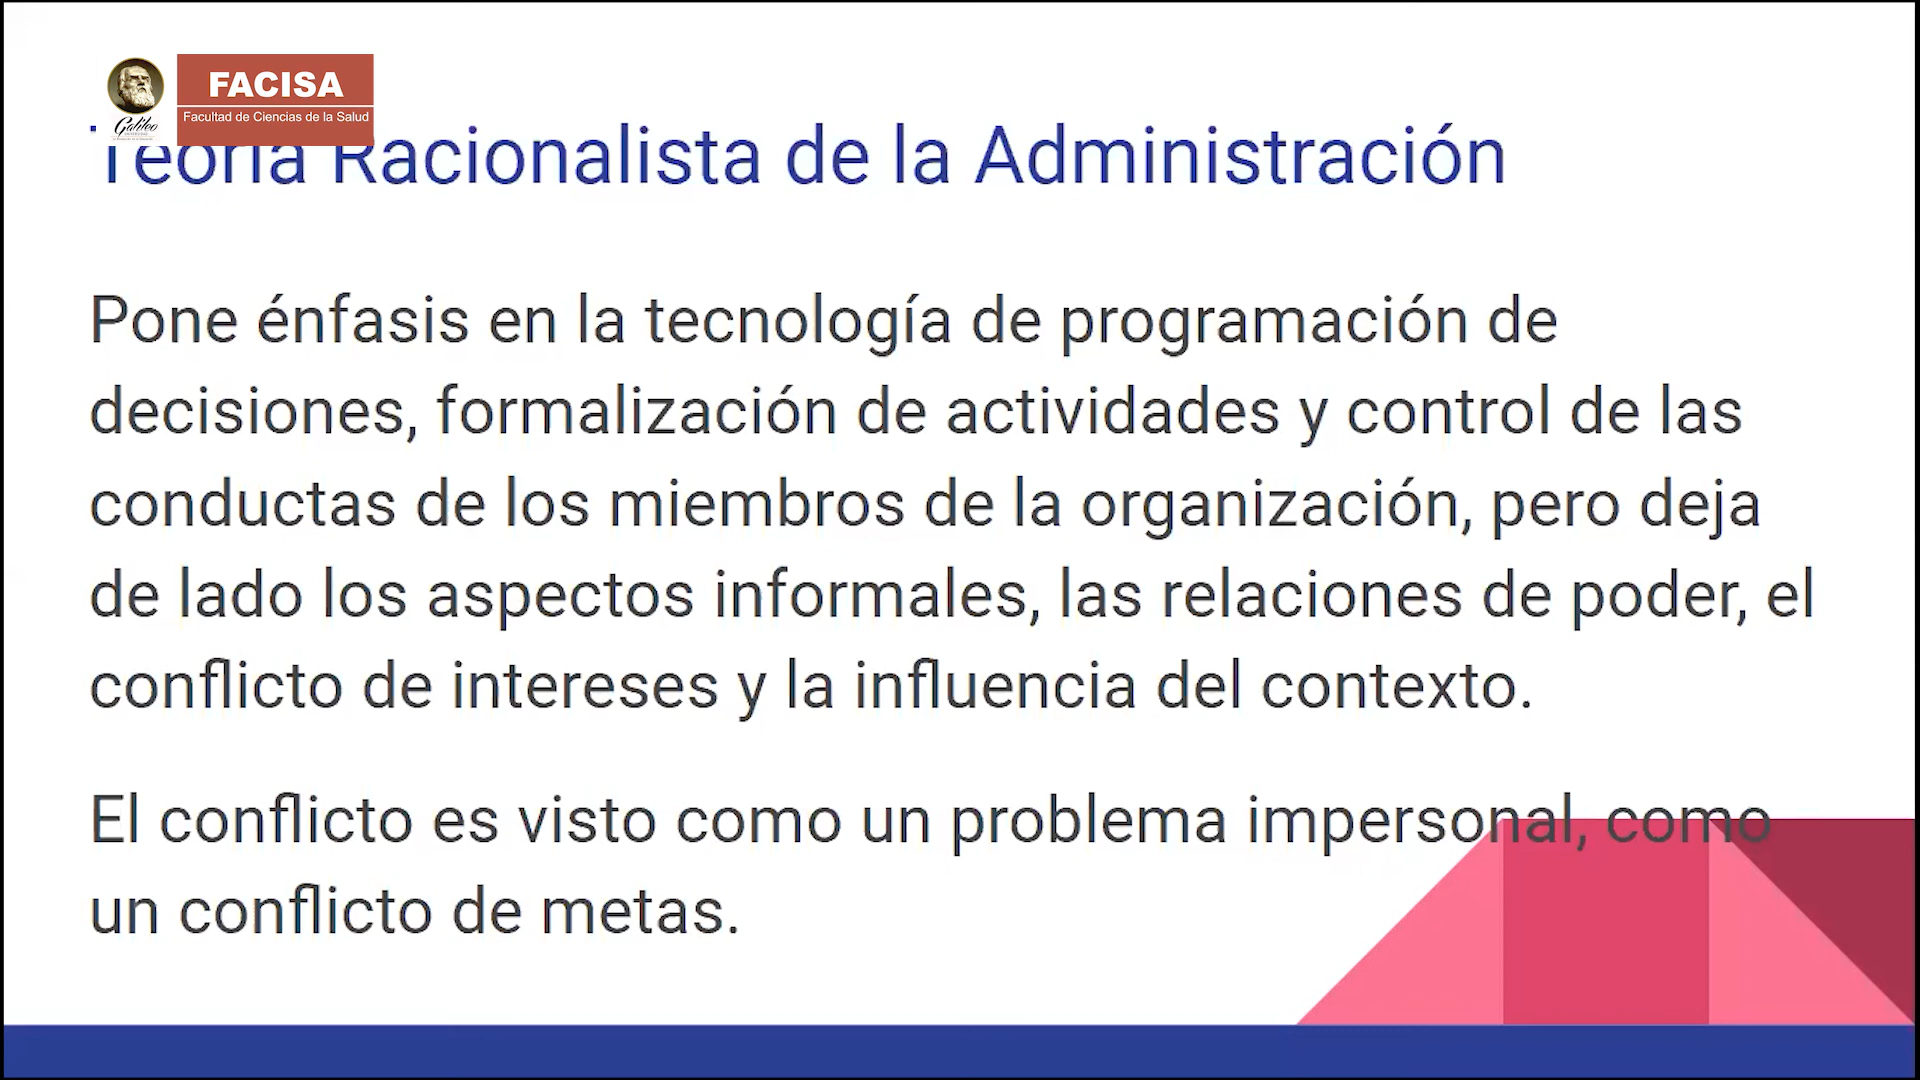 FACISA
Facultad de Ciencias de la Salud
Galileo
Teoría Racionalista de la Administración
Pone énfasis en la tecnología de programación de
decisiones, formalización de actividades y control de las
conductas de los miembros de la organización, pero deja
de lado los aspectos informales, las relaciones de poder, el
conflicto de intereses y la influencia del contexto.
El conflicto es visto como un problema impersonal, como
un conflicto de metas.